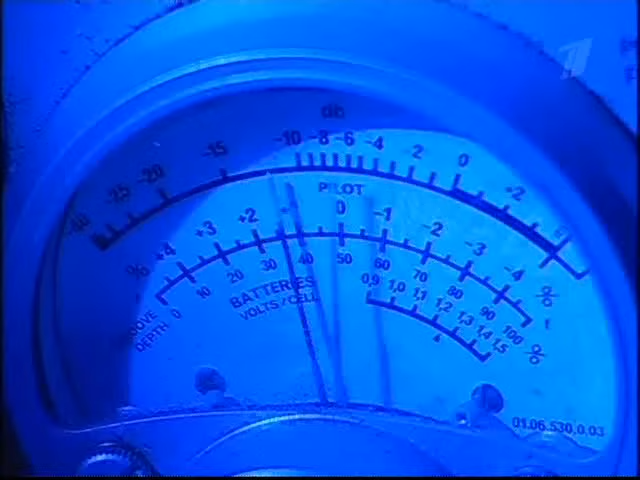 db
-40 -25 -20 -15 -10 -8 -6 -4 -2 0
PILOT
% +4 +3 +2 0 -1 -2 -3 -4 %
0 10 20 30 40 50 60 70 80 90 100 %
BATTERIES
VOLTS/CELL
0,9 1,0 1,1 1,2 1,3 1,4 1,5
DEPTH
01.06.530,0,03
1